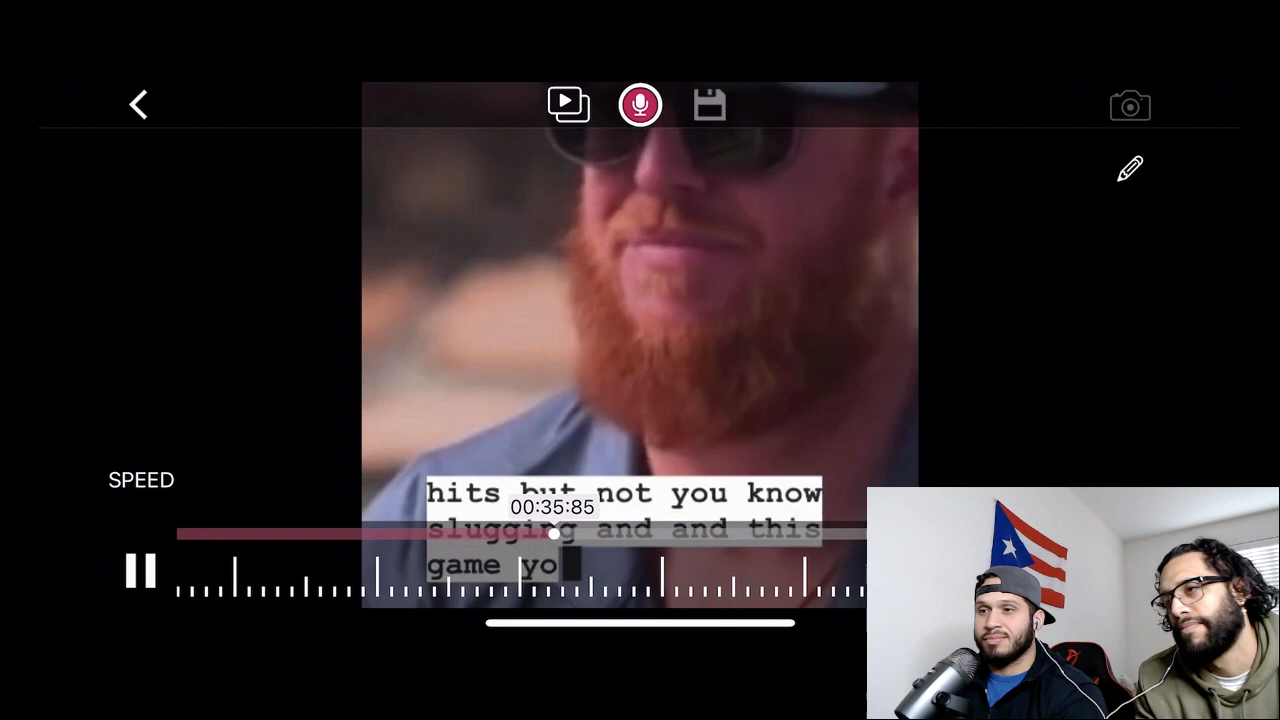 SPEED
hits but not you know
00:35:85
slugging and and this
game yo